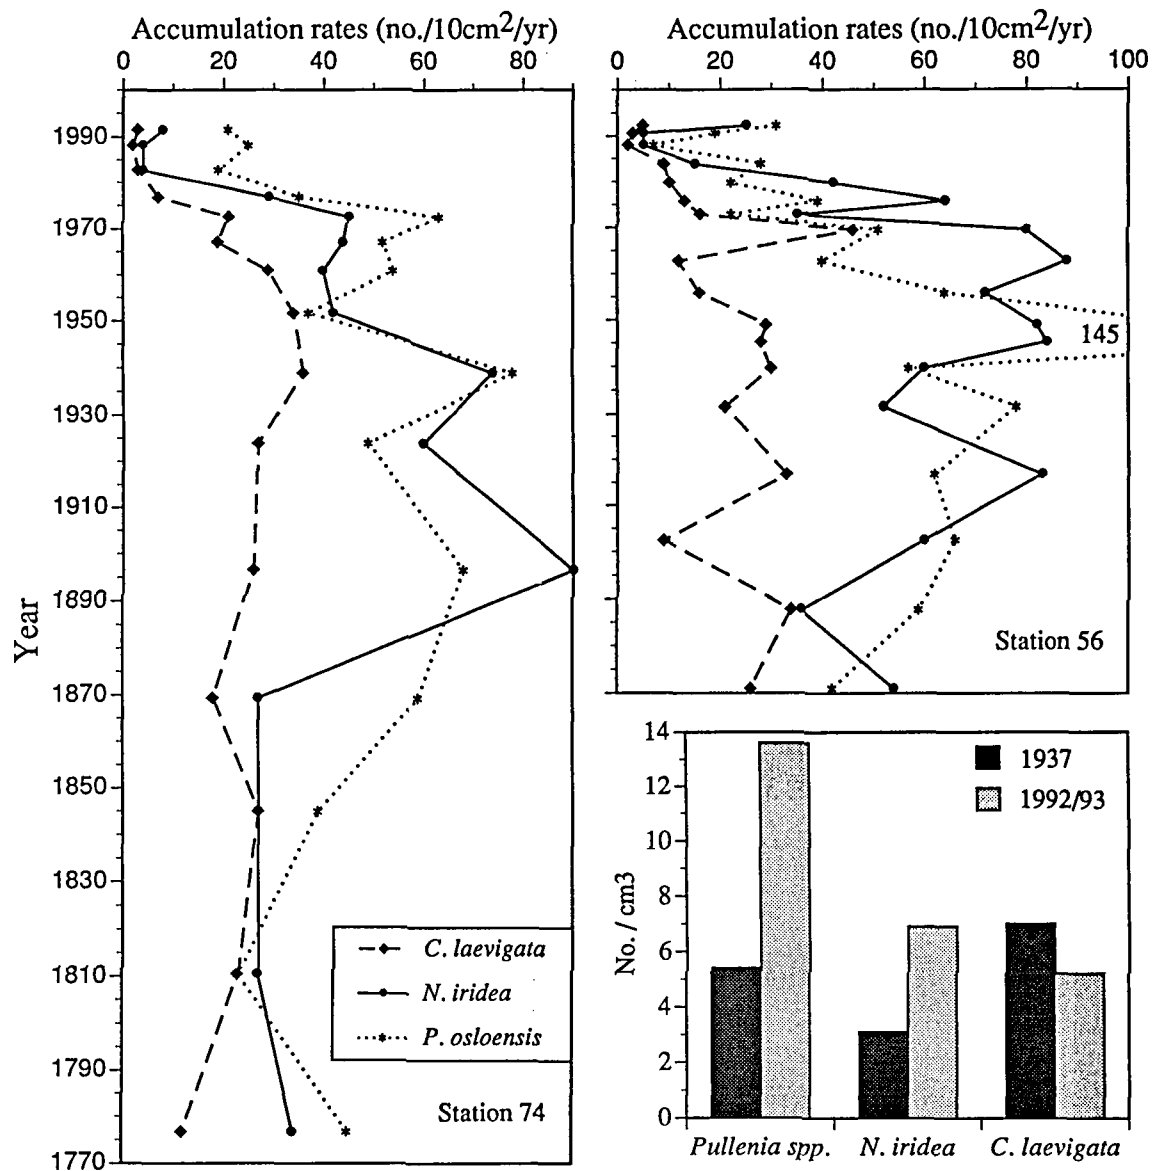 Accumulation rates (no./10cm2/yr)
0 20 40 60 80
1990
1970
1950
1930
1910
1890
1870
1850
1830
1810
1790
1770
Year
C. laevigata
N. iridea
P. osloensis
Station 74
Accumulation rates (no./10cm2/yr)
0 20 40 60 80 100
145
Station 56
14
12
10
8
6
4
2
0
No. / cm3
1937
1992/93
Pullenia spp. N. iridea C. laevigata